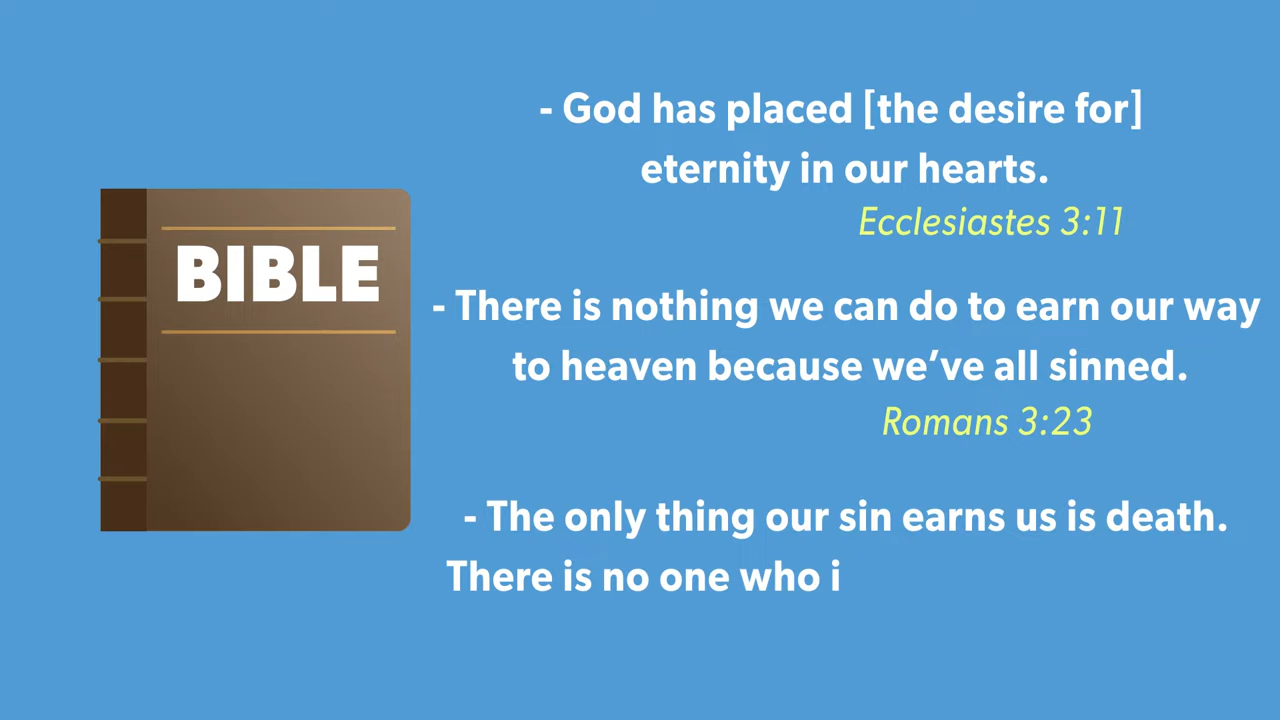 BIBLE
- God has placed [the desire for]
eternity in our hearts.
Ecclesiastes 3:11
- There is nothing we can do to earn our way
to heaven because we’ve all sinned.
Romans 3:23
- The only thing our sin earns us is death.
There is no one who i